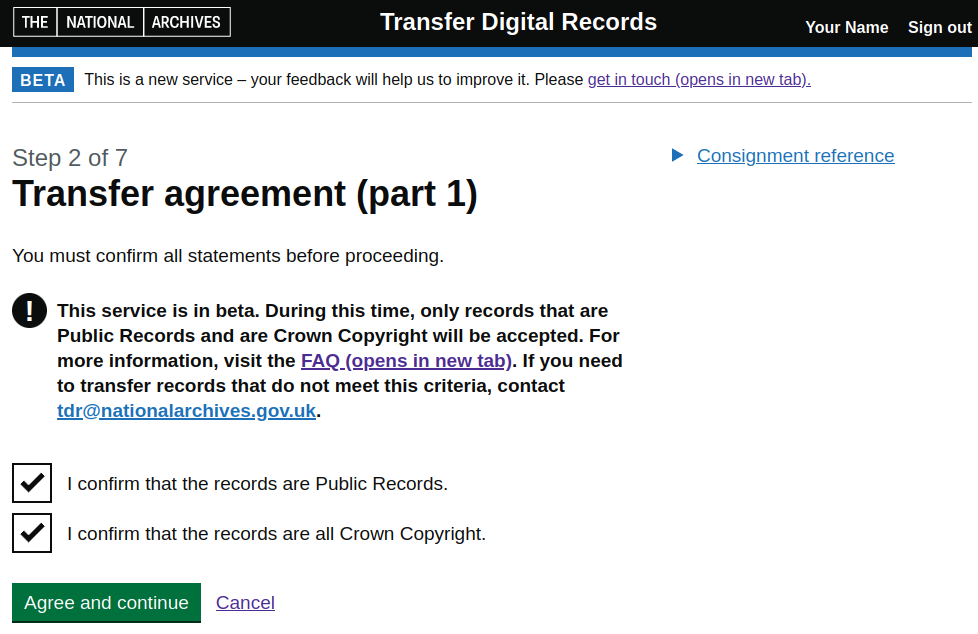 THE NATIONAL ARCHIVES
Transfer Digital Records
Your Name Sign out
BETA This is a new service – your feedback will help us to improve it. Please get in touch (opens in new tab).
Step 2 of 7
Transfer agreement (part 1)
Consignment reference
You must confirm all statements before proceeding.
! This service is in beta. During this time, only records that are
Public Records and are Crown Copyright will be accepted. For
more information, visit the FAQ (opens in new tab). If you need
to transfer records that do not meet this criteria, contact
tdr@nationalarchives.gov.uk.
I confirm that the records are Public Records.
I confirm that the records are all Crown Copyright.
Agree and continue Cancel